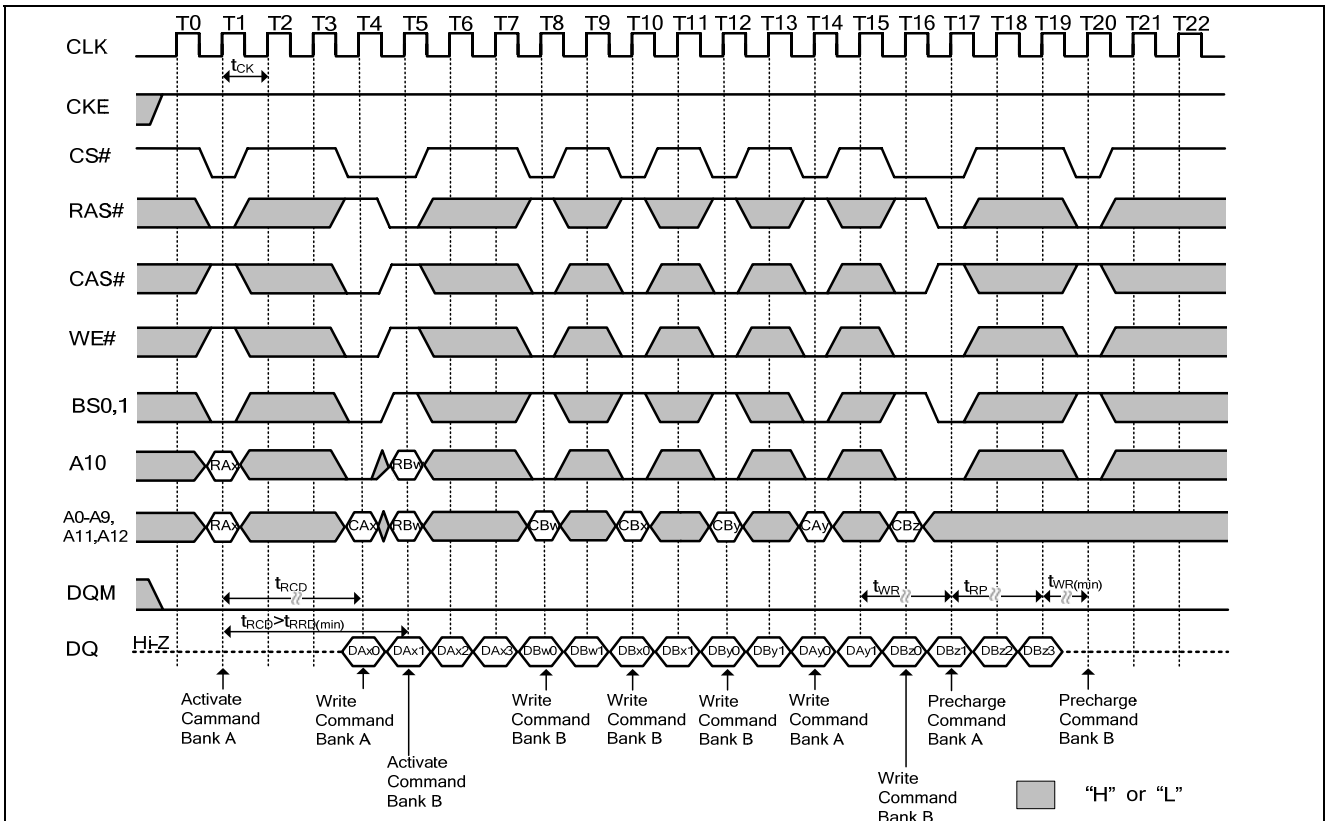 T0 T1 T2 T3 T4 T5 T6 T7 T8 T9 T10 T11 T12 T13 T14 T15 T16 T17 T18 T19 T20 T21 T22
CLK
tCK
CKE
CS#
RAS#
CAS#
WE#
BS0,1
A10
RAx RBw
A0-A9,
A11,A12
RAx CAx RBw CBw CBx CBy CAy CBz
DQM
tRCD
tWR tRP tWR(min)
tRCD>tRRD(min)
DQ
Hi-Z
DAx0 DAx1 DAx2 DAx3 DBw0 DBw1 DBx0 DBx1 DBy0 DBy1 DAy0 DAy1 DBz0 DBz1 DBz2 DBz3
Activate
Cammand
Bank A
Write
Command
Bank A
Activate
Command
Bank B
Write
Command
Bank B
Write
Command
Bank B
Write
Command
Bank B
Write
Command
Bank A
Write
Command
Bank B
Precharge
Command
Bank A
Precharge
Command
Bank B
“H” or “L”